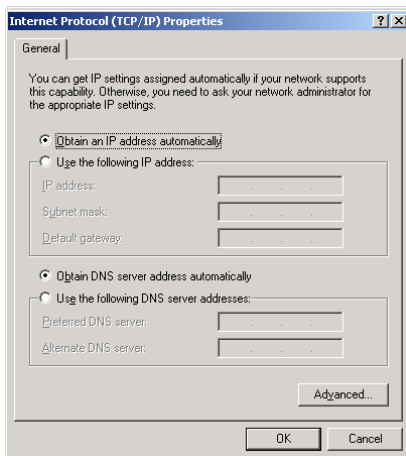 Internet Protocol (TCP/IP) Properties
General
You can get IP settings assigned automatically if your network supports
this capability. Otherwise, you need to ask your network administrator for
the appropriate IP settings.
Obtain an IP address automatically
Use the following IP address:
IP address:
Subnet mask:
Default gateway:
Obtain DNS server address automatically
Use the following DNS server addresses:
Preferred DNS server:
Alternate DNS server:
Advanced...
OK Cancel